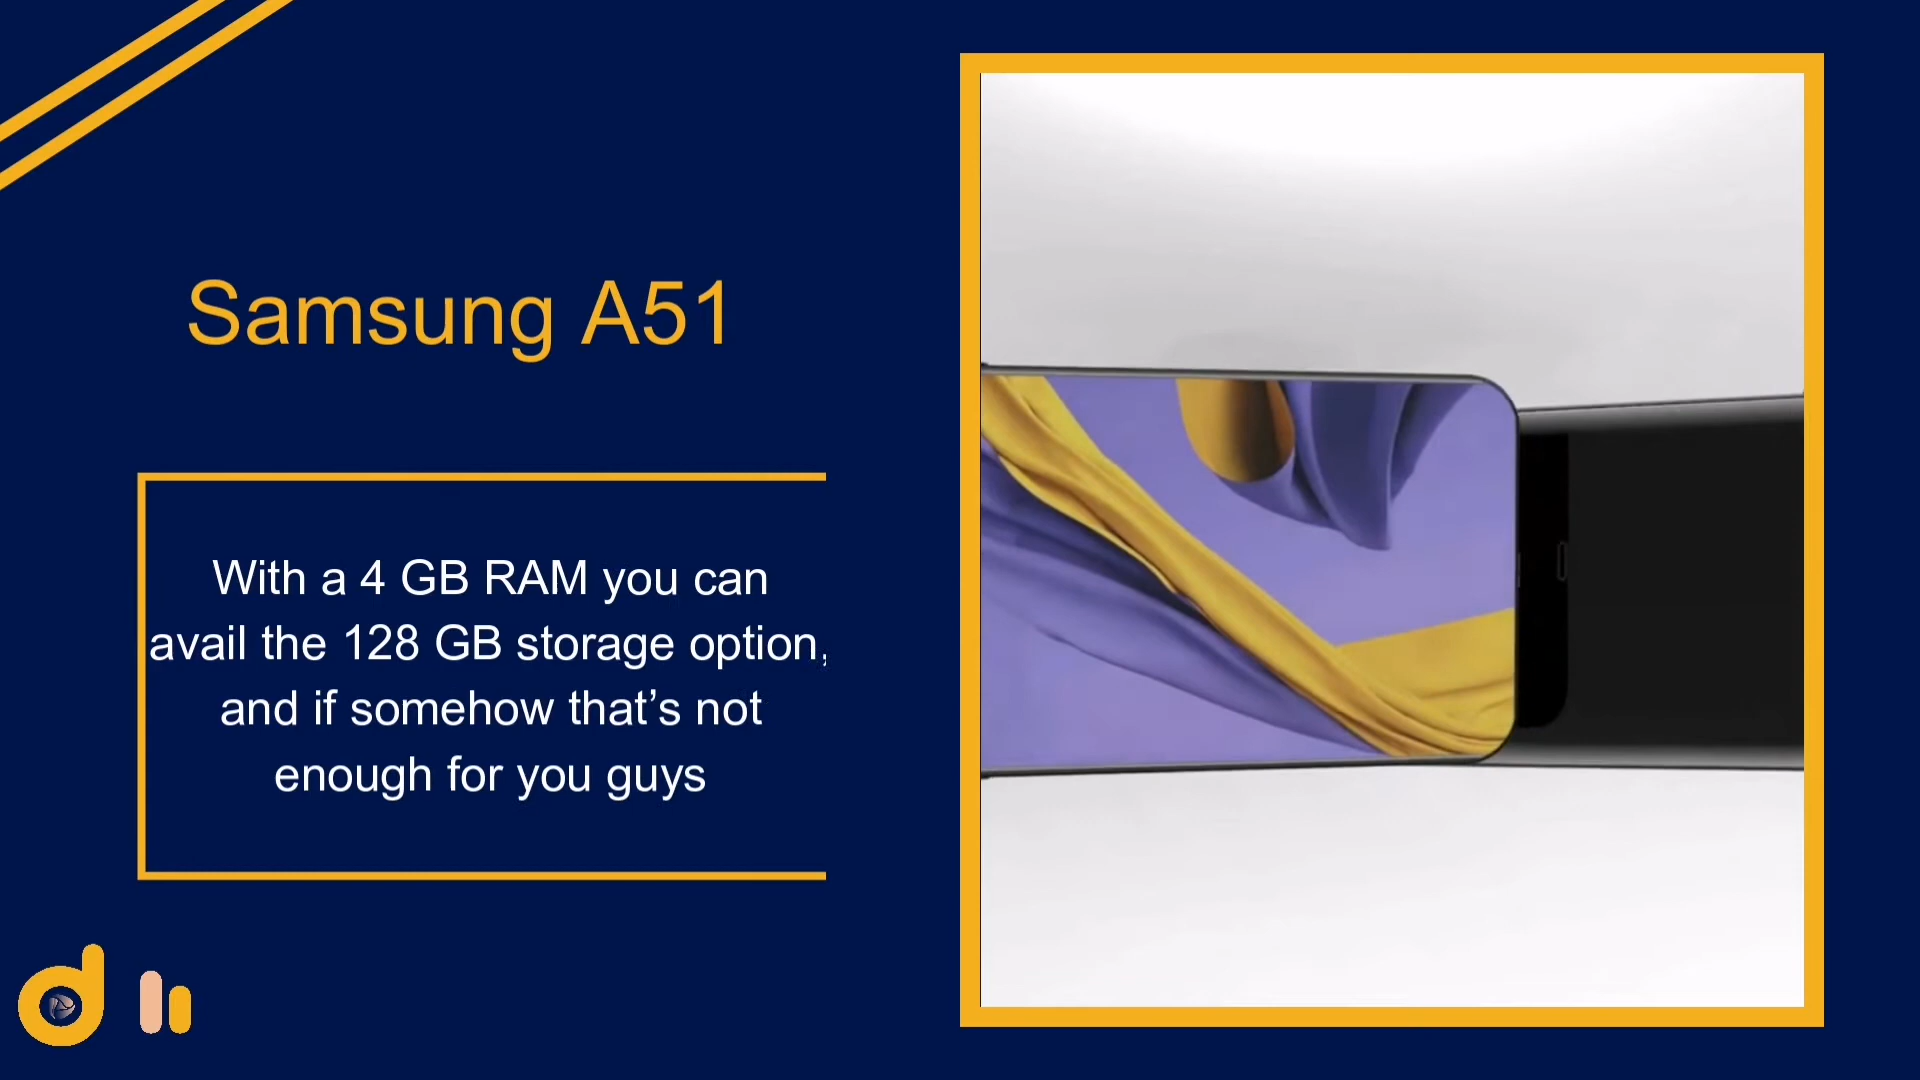 Samsung A51
With a 4 GB RAM you can
avail the 128 GB storage option,
and if somehow that’s not
enough for you guys